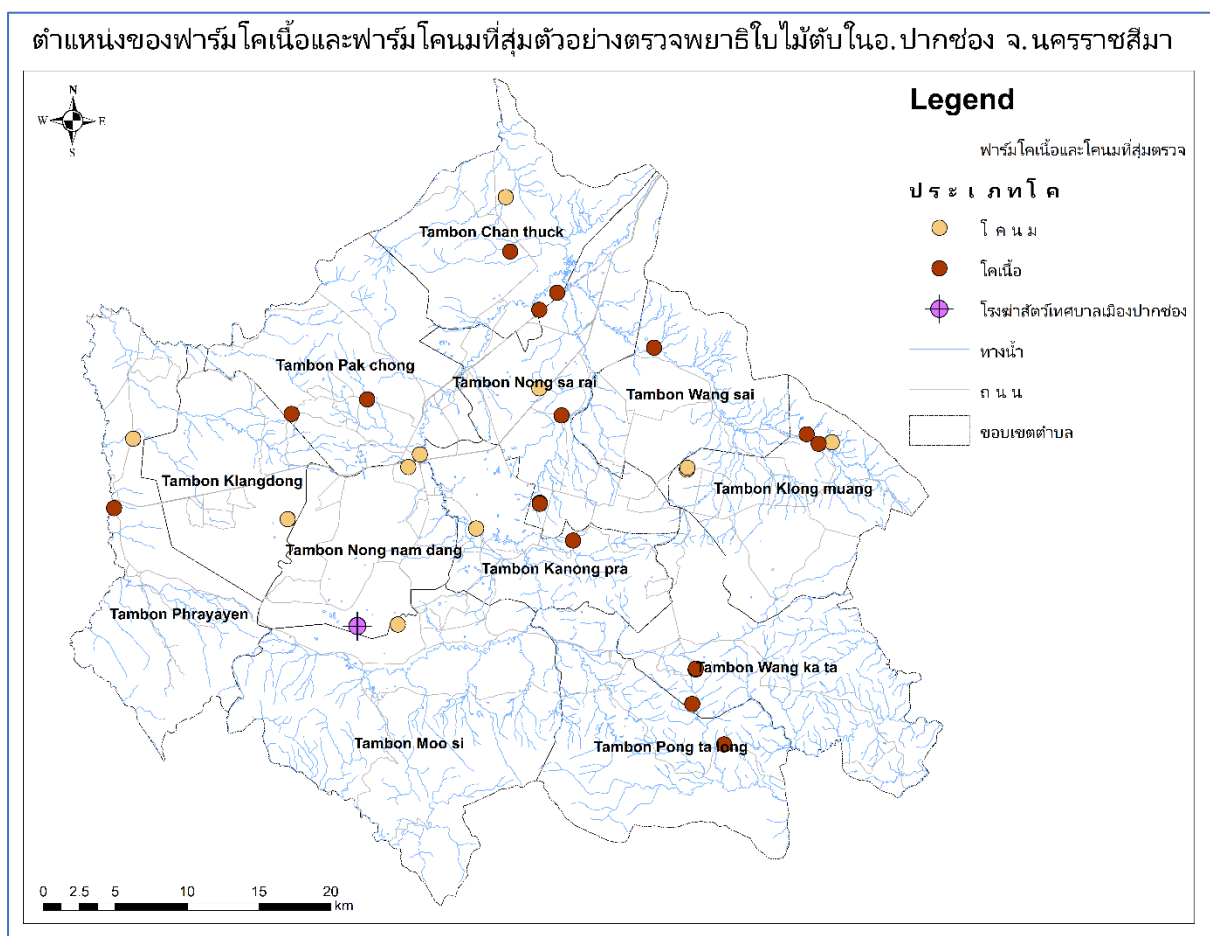 ตำแหน่งของฟาร์มโคเนื้อและฟาร์มโคนมที่สุ่มตัวอย่างตรวจพยาธิใบไม้ตับในอ.ปากช่อง จ.นครราชสีมา
N
W E
S
Legend
ฟาร์มโคเนื้อและโคนมที่สุ่มตรวจ
ป ร ะ เ ภ ท โ ค
โ ค น ม
โคเนื้อ
โรงฆ่าสัตว์เทศบาลเมืองปากช่อง
ทางน้ำ
ถ น น
ขอบเขตตำบล
Tambon Chan thuck
Tambon Pak chong
Tambon Nong sa rai
Tambon Wang sai
Tambon Klangdong
Tambon Klong muang
Tambon Nong nam dang
Tambon Kanong pra
Tambon Phrayayen
Tambon Wang ka ta
Tambon Moo si
Tambon Pong ta long
0 2.5 5 10 15 20
km